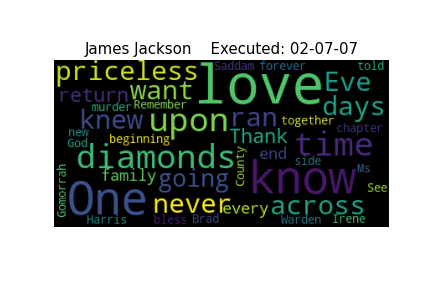 James Jackson    Executed: 02-07-07
Saddam forever told
priceless love Eve
return want days
murder Remember
knew upon ran together
new beginning Thank time chapter
God
diamonds County end side
family going know Ms
Gomorrah One never every across See
Harris bless Brad Warden Irene